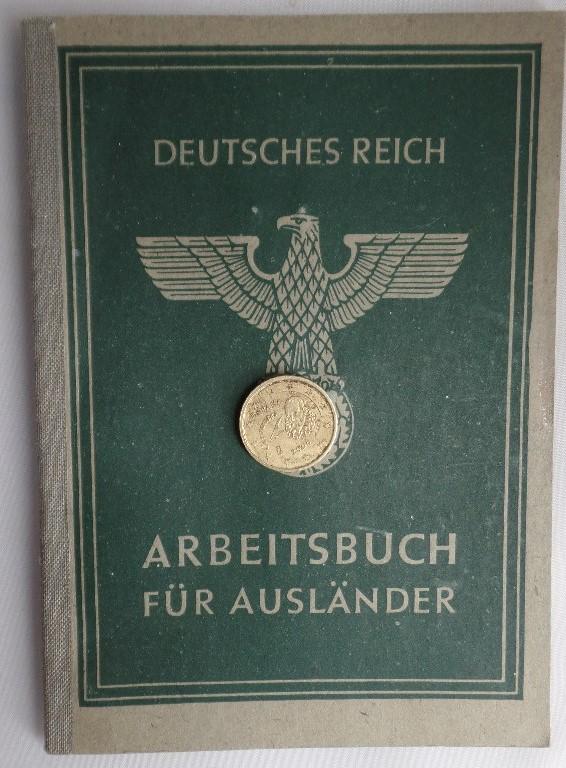 DEUTSCHES REICH
ARBEITSBUCH
FÜR AUSLÄNDER